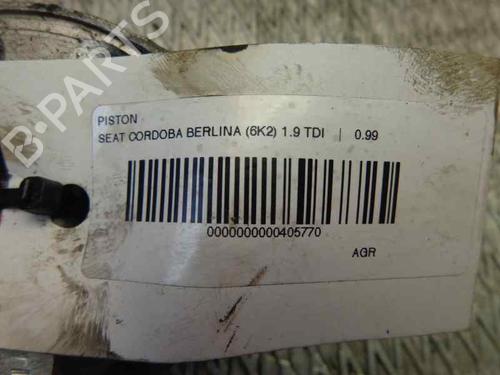 PISTON
SEAT CORDOBA BERLINA (6K2) 1.9 TDI | 0.99
0000000000405770
AGR
B-PARTS